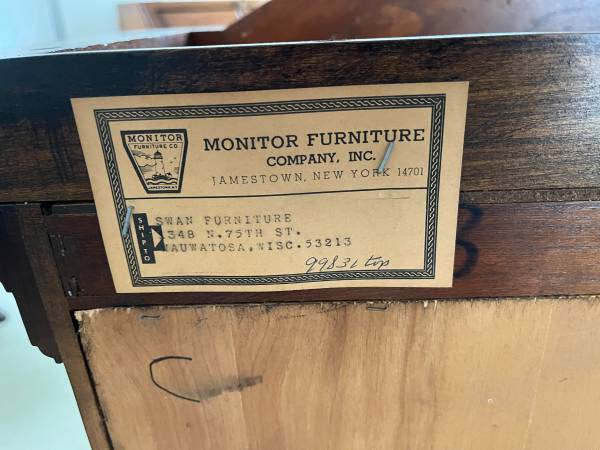 MONITOR
FURNITURE CO.
JAMESTOWN, N.Y.
MONITOR FURNITURE
COMPANY, INC.
JAMESTOWN, NEW YORK 14701
SHIP TO
SWAN FURNITURE
348 N.75TH ST.
WAUWATOSA,WISC.53213
99831 top
C